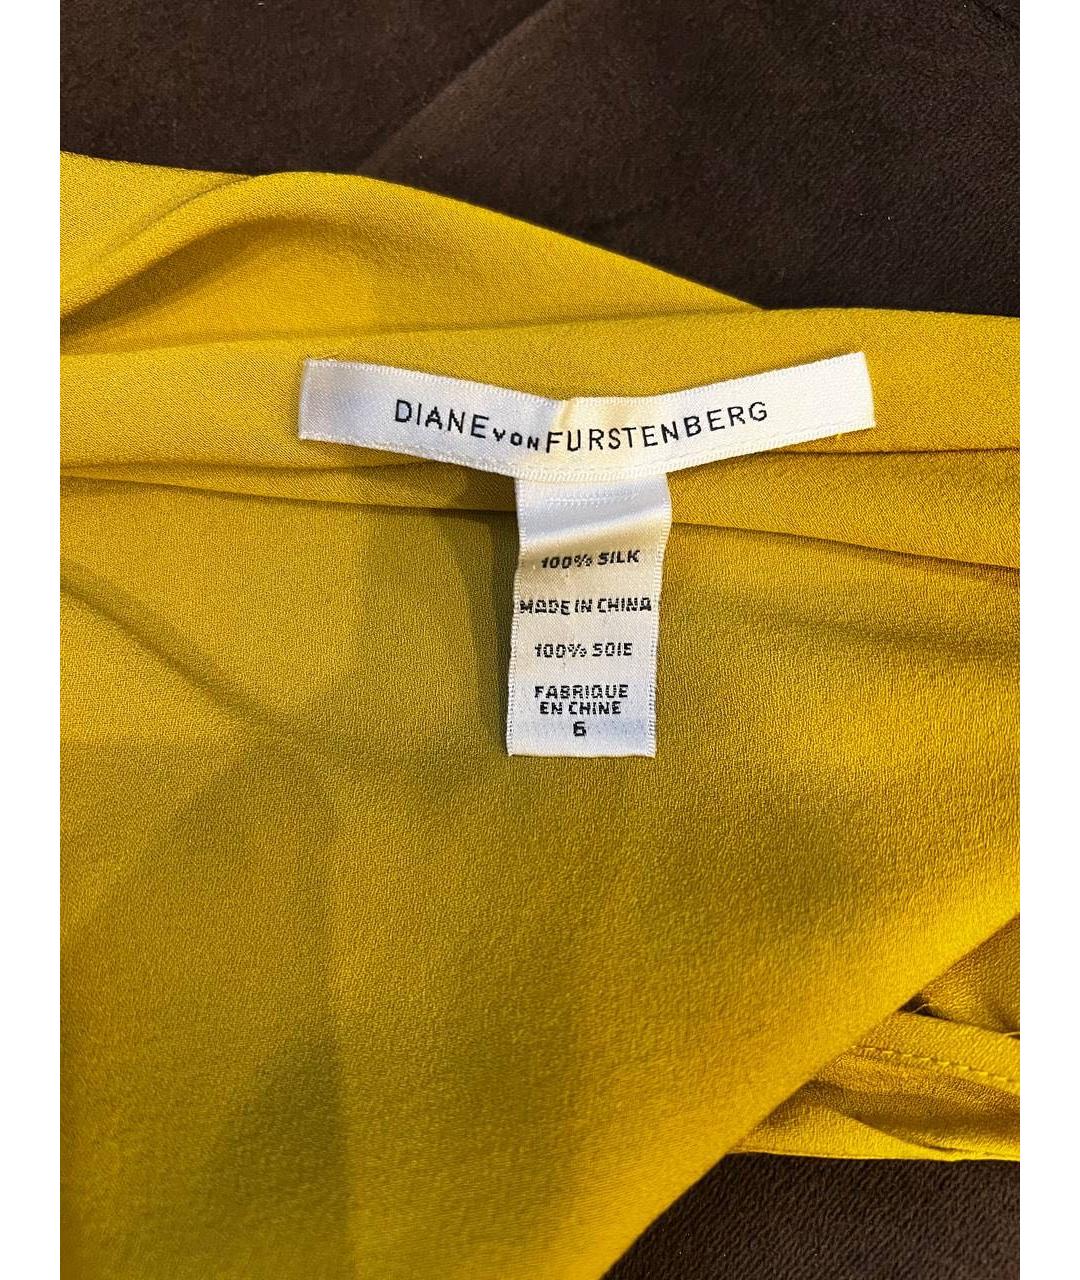 DIANE VON FURSTENBERG
100% SILK
MADE IN CHINA
100% SOIE
FABRIQUE
EN CHINE
6